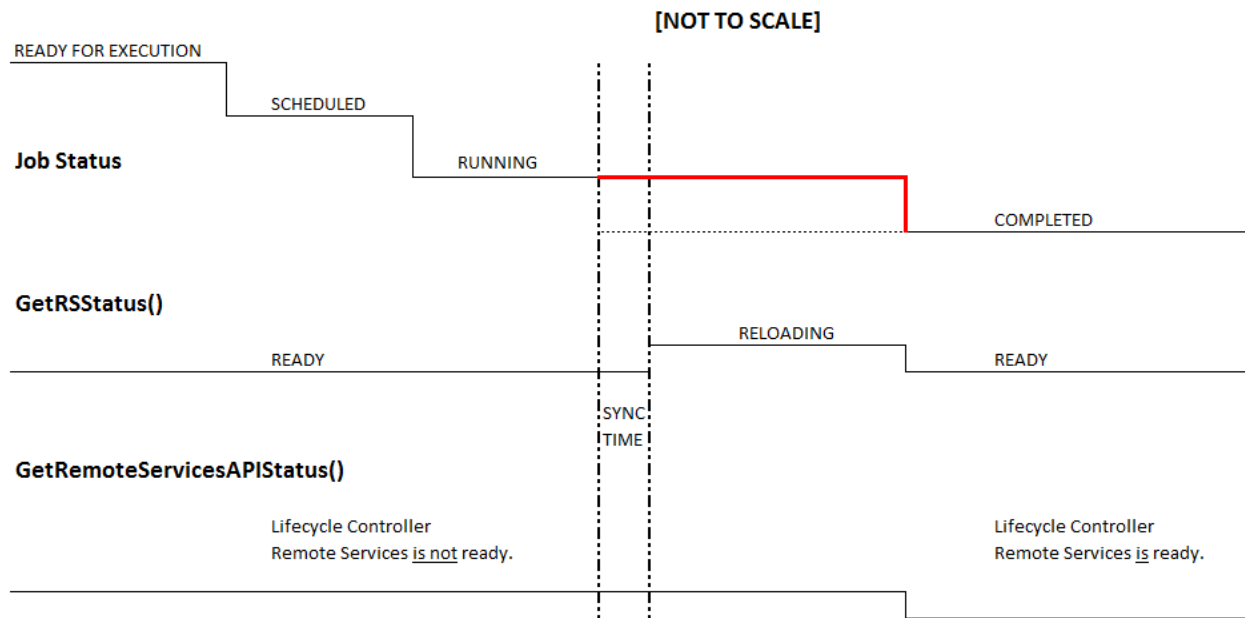 [NOT TO SCALE]
READY FOR EXECUTION
SCHEDULED
Job Status
RUNNING
COMPLETED
GetRSStatus()
RELOADING
READY
READY
SYNC
TIME
GetRemoteServicesAPIStatus()
Lifecycle Controller
Remote Services is not ready.
Lifecycle Controller
Remote Services is ready.